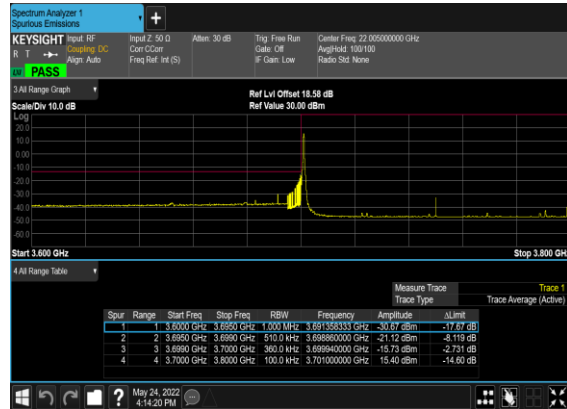 Spectrum Analyzer 1
Spurious Emissions
+
KEYSIGHT Input: RF Input Z: 50 Ω Atten: 30 dB Trig: Free Run Center Freq: 22.005000000 GHz
R T Coupling: DC Corr CCorr Gate: Off Avg|Hold: 100/100
Align: Auto Freq Ref: Int (S) IF Gain: Low Radio Std: None
PASS
3 All Range Graph
Ref Lvl Offset 18.58 dB
Scale/Div 10.0 dB Ref Value 30.00 dBm
Log
20.0
10.0
0.00
-10.0
-20.0
-30.0
-40.0
-50.0
-60.0
Start 3.600 GHz Stop 3.800 GH
4 All Range Table
Measure Trace Trace 1
Trace Type Trace Average (Active)
Spur Range Start Freq Stop Freq RBW Frequency Amplitude ΔLimit
1 1 3.6000 GHz 3.6950 GHz 1.000 MHz 3.691358333 GHz -30.67 dBm -17.67 dB
2 2 3.6950 GHz 3.6990 GHz 510.0 kHz 3.698860000 GHz -21.12 dBm -8.119 dB
3 3 3.6990 GHz 3.7000 GHz 360.0 kHz 3.699940000 GHz -15.73 dBm -2.731 dB
4 4 3.7000 GHz 3.8000 GHz 100.0 kHz 3.701000000 GHz 15.40 dBm -14.60 dB
? May 24, 2022
4:14:20 PM